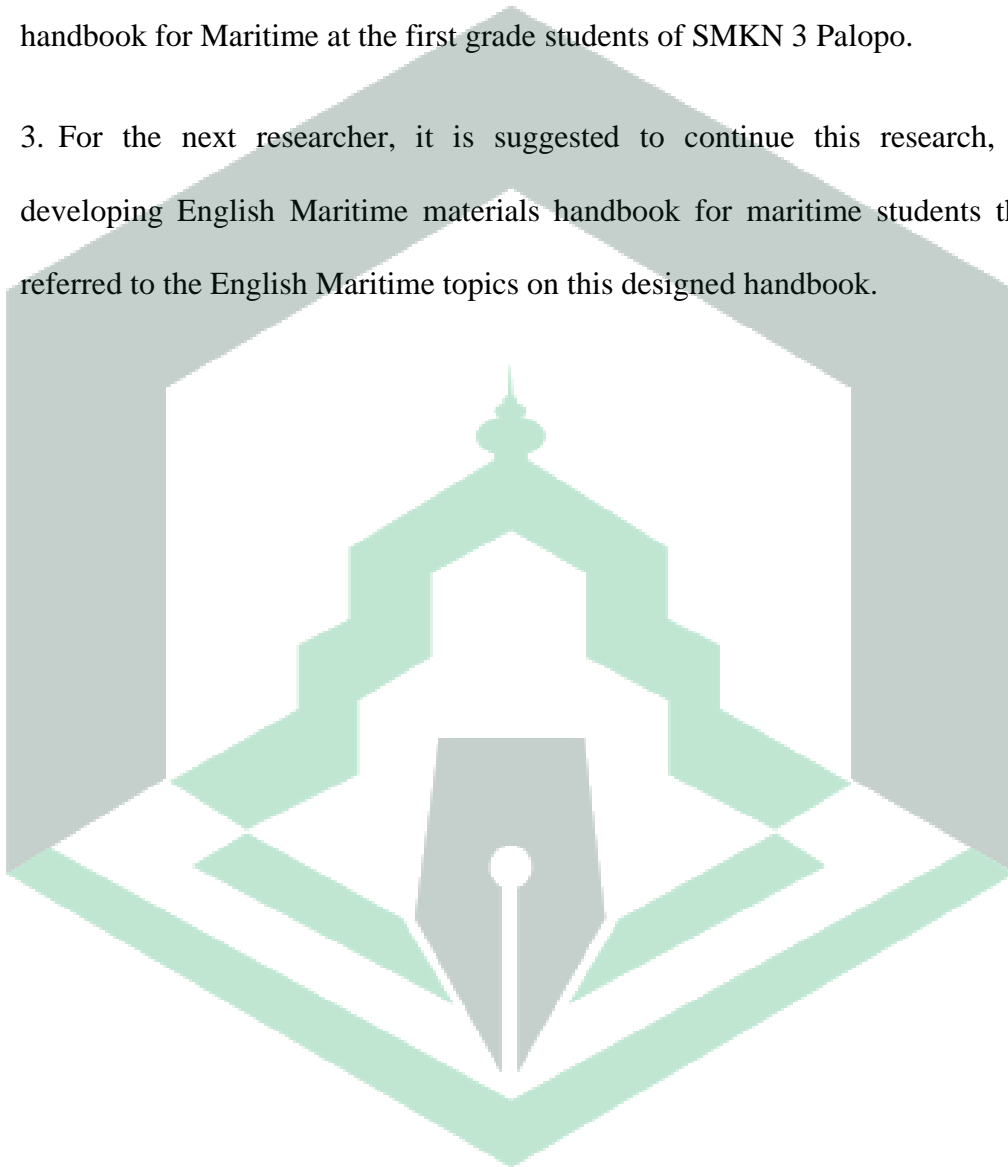 handbook for Maritime at the first grade students of SMKN 3 Palopo.
3. For the next researcher, it is suggested to continue this research,
developing English Maritime materials handbook for maritime students
referred to the English Maritime topics on this designed handbook.